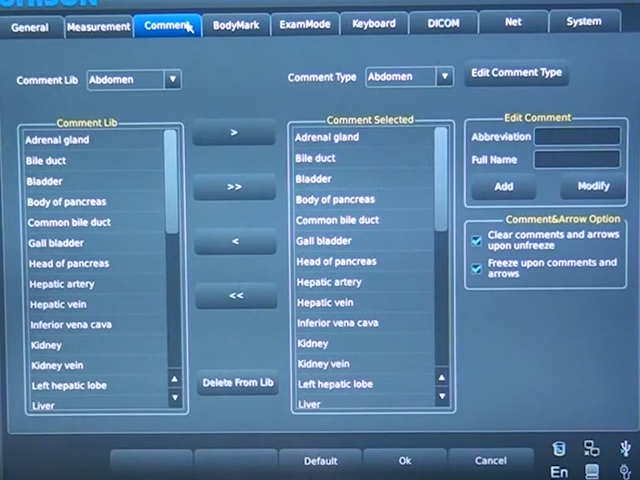 General Measurement Comment BodyMark ExamMode Keyboard DICOM Net System
Comment Lib Abdomen Comment Type Abdomen Edit Comment Type
Comment Lib
Adrenal gland
Bile duct
Bladder
Body of pancreas
Common bile duct
Gall bladder
Head of pancreas
Hepatic artery
Hepatic vein
Inferior vena cava
Kidney
Kidney vein
Left hepatic lobe
Liver
>
>>
<
<<
Delete From Lib
Comment Selected
Adrenal gland
Bile duct
Bladder
Body of pancreas
Common bile duct
Gall bladder
Head of pancreas
Hepatic artery
Hepatic vein
Inferior vena cava
Kidney
Kidney vein
Left hepatic lobe
Liver
Edit Comment
Abbreviation
Full Name
Add Modify
Comment&Arrow Option
Clear comments and arrows
upon unfreeze
Freeze upon comments and
arrows
Default Ok Cancel
En